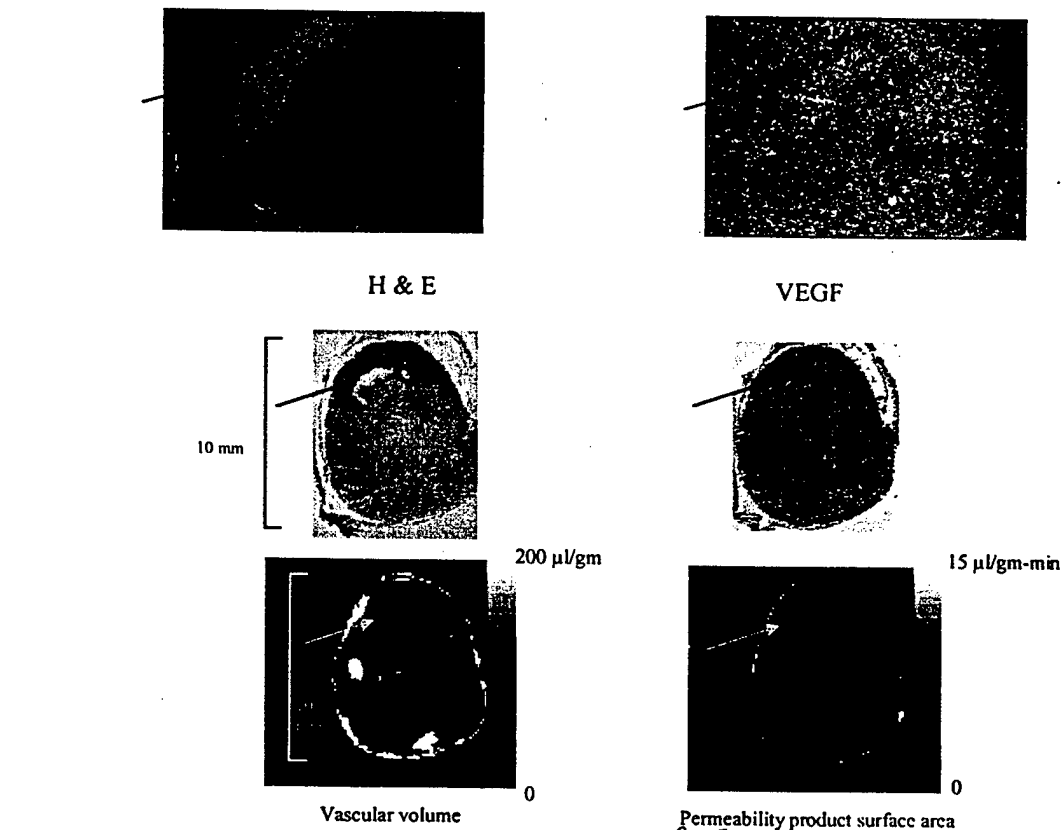 H & E
VEGF
10 mm
200 µl/gm
15 µl/gm-min
0
0
Vascular volume
Permeability product surface area